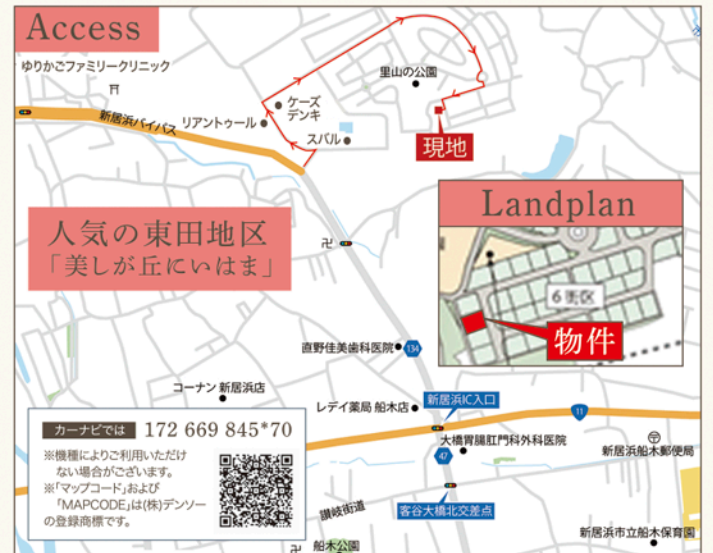 Access
ゆりかごファミリークリニック
新居浜バイパス
リアントゥール
ケーズ
デンキ
スバル
里山の公園
現地
人気の東田地区
「美しが丘にいはま」
Landplan
6街区
物件
直野佳美歯科医院
134
コーナン 新居浜店
レデイ薬局 船木店
新居浜IC入口
11
大橋胃腸肛門科外科医院
47
新居浜船木郵便局
客谷大橋北交差点
讃岐街道
新居浜市立船木保育園
船木公園
カーナビでは 172 669 845*70
※機種によりご利用いただけ
ない場合がございます。
※「マップコード」および
「MAPCODE」は(株)デンソー
の登録商標です。